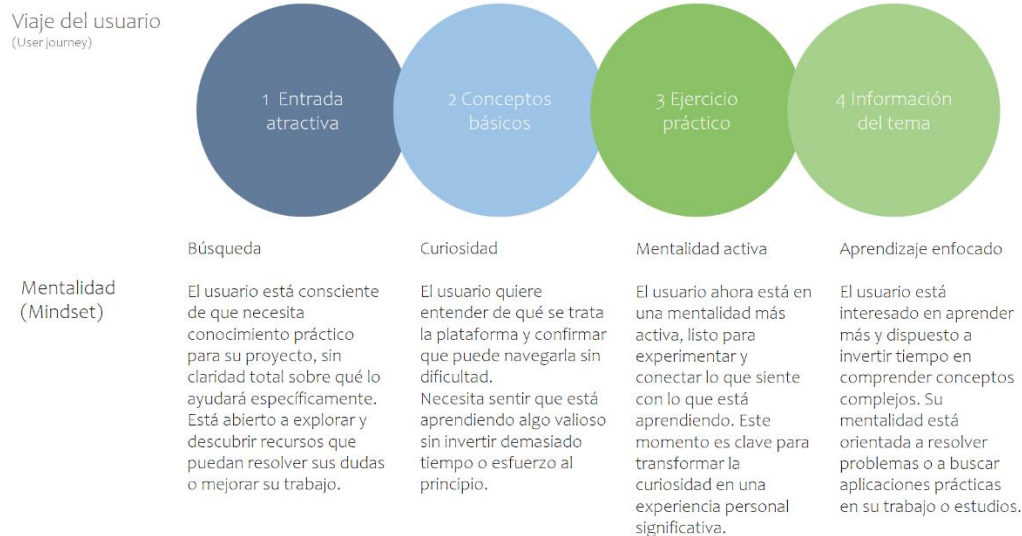 Viaje del usuario
(User journey)
1 Entrada
atractiva
2 Conceptos
básicos
3 Ejercicio
práctico
4 Información
del tema
Mentalidad
(Mindset)
Búsqueda
El usuario está consciente
de que necesita
conocimiento práctico
para su proyecto, sin
claridad total sobre qué lo
ayudará específicamente.
Está abierto a explorar y
descubrir recursos que
puedan resolver sus dudas
o mejorar su trabajo.
Curiosidad
El usuario quiere
entender de qué se trata
la plataforma y confirmar
que puede navegarla sin
dificultad.
Necesita sentir que está
aprendiendo algo valioso
sin invertir demasiado
tiempo o esfuerzo al
principio.
Mentalidad activa
El usuario ahora está en
una mentalidad más
activa, listo para
experimentar y
conectar lo que siente
con lo que está
aprendiendo. Este
momento es clave para
transformar la
curiosidad en una
experiencia personal
significativa.
Aprendizaje enfocado
El usuario está
interesado en aprender
más y dispuesto a
invertir tiempo en
comprender conceptos
complejos. Su
mentalidad está
orientada a resolver
problemas o a buscar
aplicaciones prácticas
en su trabajo o estudios.